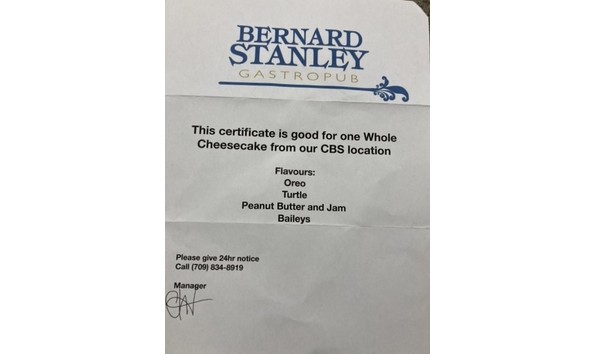 BERNARD
STANLEY
GASTROPUB
This certificate is good for one Whole
Cheesecake from our CBS location
Flavours:
Oreo
Turtle
Peanut Butter and Jam
Baileys
Please give 24hr notice
Call (709) 834-8919
Manager